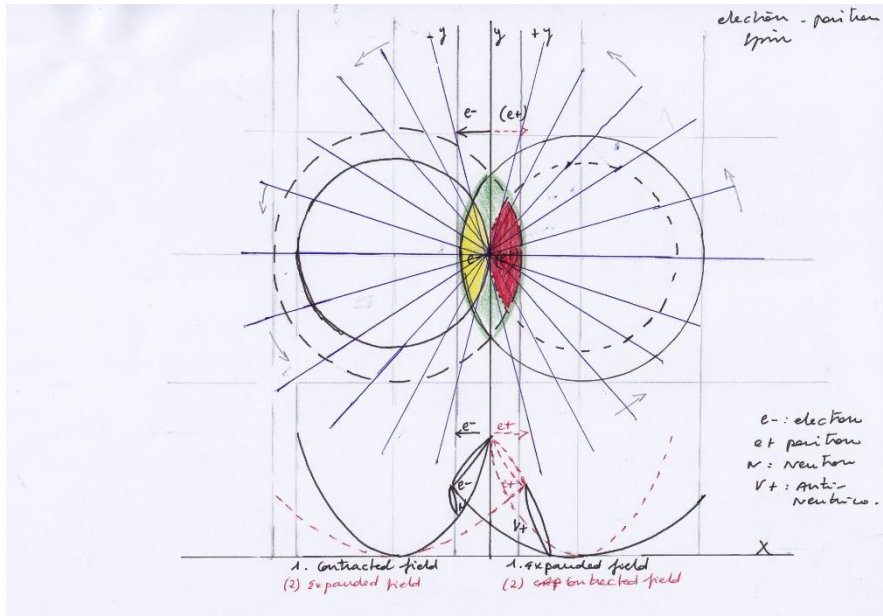 electron - positron
spin
- y
y
+ y
e-
(e+)
e-
(e+)
e-
e+
e-
e+
N
V+
X
e- : electron
e+ positron
N = Neutron
V+ : Anti-
Neutrino.
1. Contracted field
(2) Expanded field
1. Expanded field
(2) Contracted field